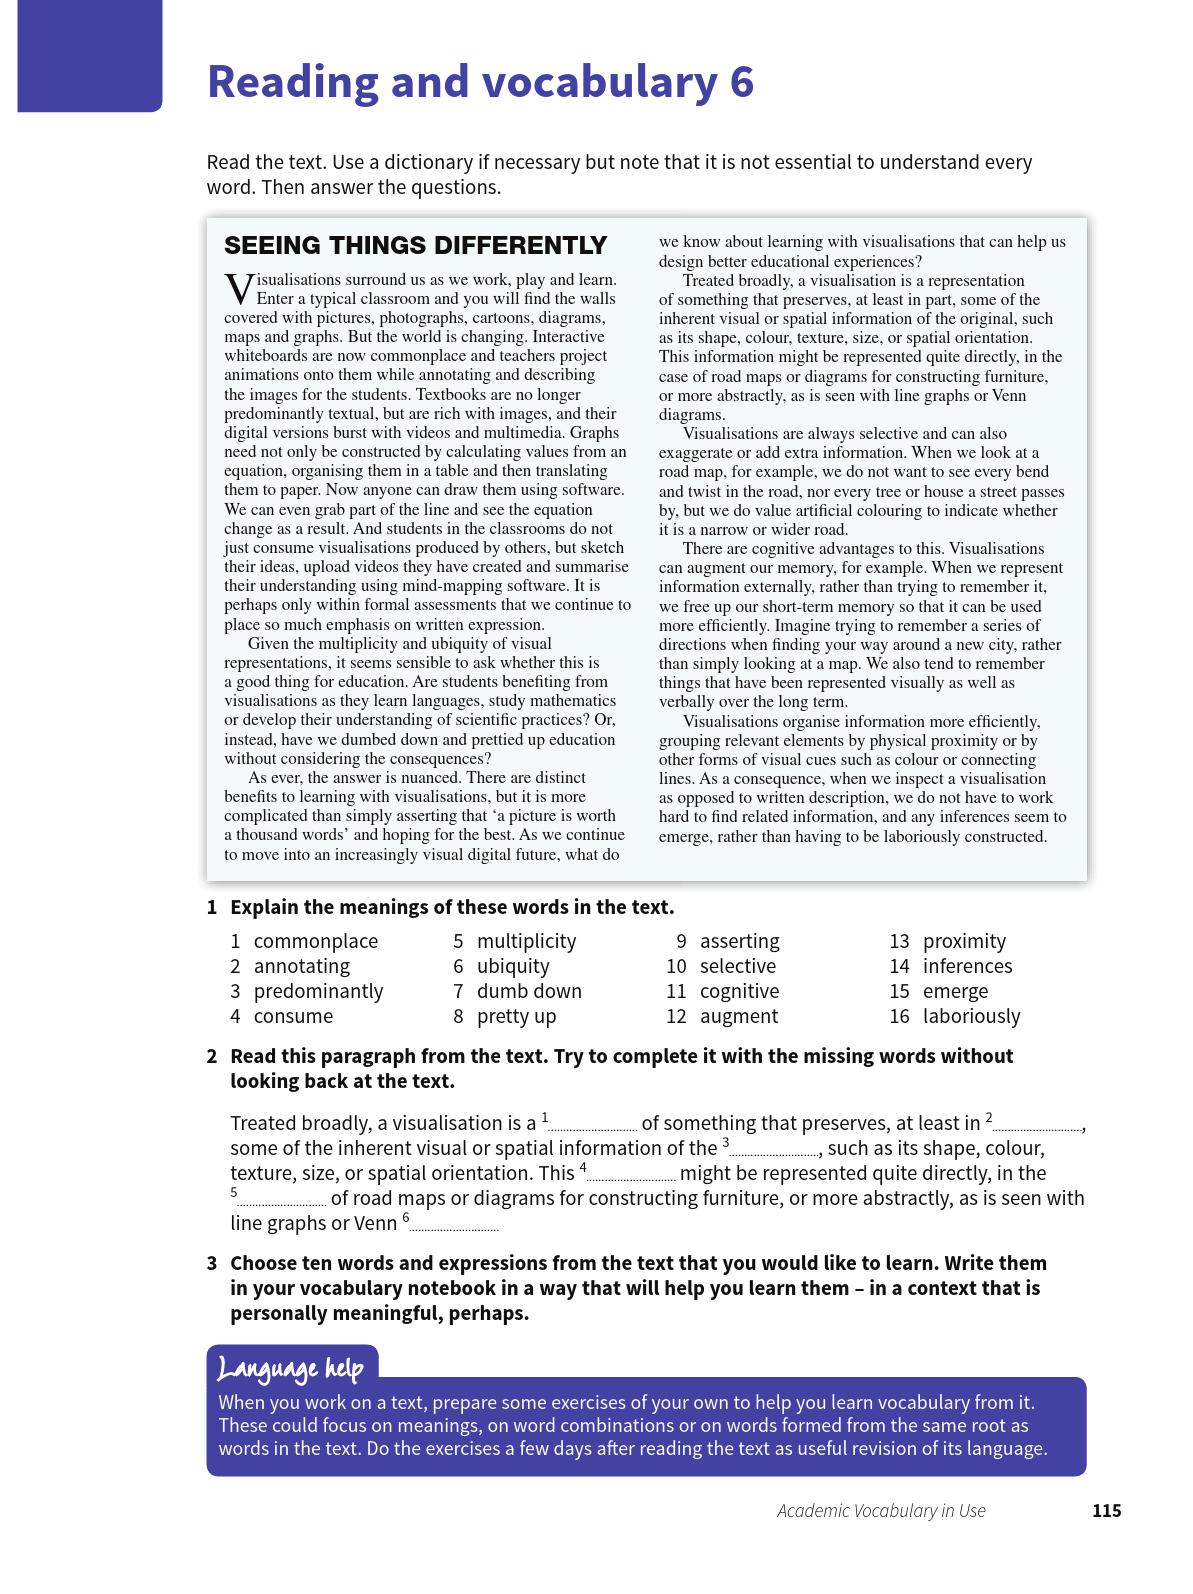 Reading and vocabulary 6
Read the text. Use a dictionary if necessary but note that it is not essential to understand every
word. Then answer the questions.
SEEING THINGS DIFFERENTLY
Visualisations surround us as we work, play and learn.
Enter a typical classroom and you will find the walls
covered with pictures, photographs, cartoons, diagrams,
maps and graphs. But the world is changing. Interactive
whiteboards are now commonplace and teachers project
animations onto them while annotating and describing
the images for the students. Textbooks are no longer
predominantly textual, but are rich with images, and their
digital versions burst with videos and multimedia. Graphs
need not only be constructed by calculating values from an
equation, organising them in a table and then translating
them to paper. Now anyone can draw them using software.
We can even grab part of the line and see the equation
change as a result. And students in the classrooms do not
just consume visualisations produced by others, but sketch
their ideas, upload videos they have created and summarise
their understanding using mind-mapping software. It is
perhaps only within formal assessments that we continue to
place so much emphasis on written expression.
Given the multiplicity and ubiquity of visual
representations, it seems sensible to ask whether this is
a good thing for education. Are students benefiting from
visualisations as they learn languages, study mathematics
or develop their understanding of scientific practices? Or,
instead, have we dumbed down and prettied up education
without considering the consequences?
As ever, the answer is nuanced. There are distinct
benefits to learning with visualisations, but it is more
complicated than simply asserting that ‘a picture is worth
a thousand words’ and hoping for the best. As we continue
to move into an increasingly visual digital future, what do
we know about learning with visualisations that can help us
design better educational experiences?
Treated broadly, a visualisation is a representation
of something that preserves, at least in part, some of the
inherent visual or spatial information of the original, such
as its shape, colour, texture, size, or spatial orientation.
This information might be represented quite directly, in the
case of road maps or diagrams for constructing furniture,
or more abstractly, as is seen with line graphs or Venn
diagrams.
Visualisations are always selective and can also
exaggerate or add extra information. When we look at a
road map, for example, we do not want to see every bend
and twist in the road, nor every tree or house a street passes
by, but we do value artificial colouring to indicate whether
it is a narrow or wider road.
There are cognitive advantages to this. Visualisations
can augment our memory, for example. When we represent
information externally, rather than trying to remember it,
we free up our short-term memory so that it can be used
more efficiently. Imagine trying to remember a series of
directions when finding your way around a new city, rather
than simply looking at a map. We also tend to remember
things that have been represented visually as well as
verbally over the long term.
Visualisations organise information more efficiently,
grouping relevant elements by physical proximity or by
other forms of visual cues such as colour or connecting
lines. As a consequence, when we inspect a visualisation
as opposed to written description, we do not have to work
hard to find related information, and any inferences seem to
emerge, rather than having to be laboriously constructed.
1 Explain the meanings of these words in the text.
1 commonplace 5 multiplicity 9 asserting 13 proximity
2 annotating 6 ubiquity 10 selective 14 inferences
3 predominantly 7 dumb down 11 cognitive 15 emerge
4 consume 8 pretty up 12 augment 16 laboriously
2 Read this paragraph from the text. Try to complete it with the missing words without
looking back at the text.
Treated broadly, a visualisation is a 1.............................. of something that preserves, at least in 2..............................,
some of the inherent visual or spatial information of the 3.............................., such as its shape, colour,
texture, size, or spatial orientation. This 4.............................. might be represented quite directly, in the
5.............................. of road maps or diagrams for constructing furniture, or more abstractly, as is seen with
line graphs or Venn 6..............................
3 Choose ten words and expressions from the text that you would like to learn. Write them
in your vocabulary notebook in a way that will help you learn them – in a context that is
personally meaningful, perhaps.
Language help
When you work on a text, prepare some exercises of your own to help you learn vocabulary from it.
These could focus on meanings, on word combinations or on words formed from the same root as
words in the text. Do the exercises a few days after reading the text as useful revision of its language.
Academic Vocabulary in Use 115